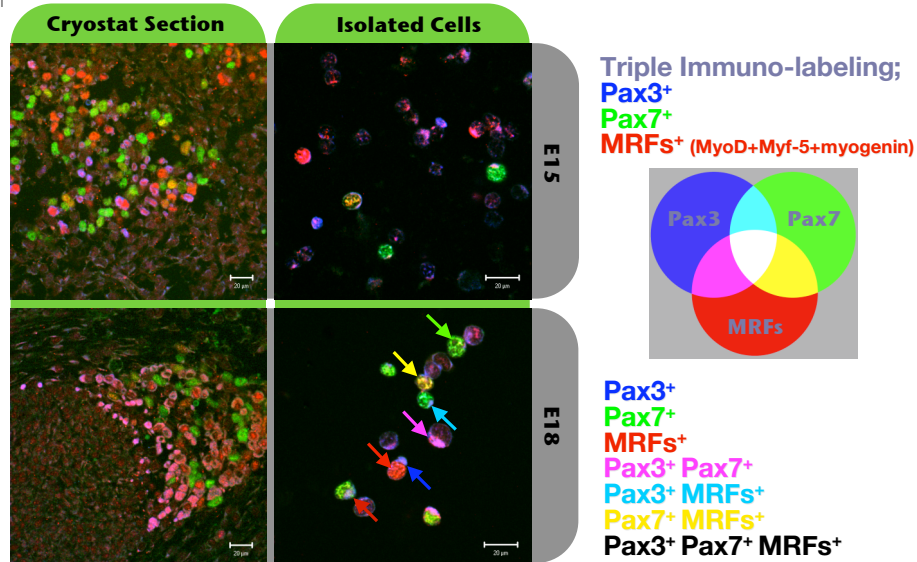 Cryostat Section
Isolated Cells
E15
20 µm
20 µm
E18
20 µm
20 µm
Triple Immuno-labeling;
Pax3⁺
Pax7⁺
MRFs⁺ (MyoD+Myf-5+myogenin)
Pax3
Pax7
MRFs
Pax3⁺
Pax7⁺
MRFs⁺
Pax3⁺ Pax7⁺
Pax3⁺ MRFs⁺
Pax7⁺ MRFs⁺
Pax3⁺ Pax7⁺ MRFs⁺